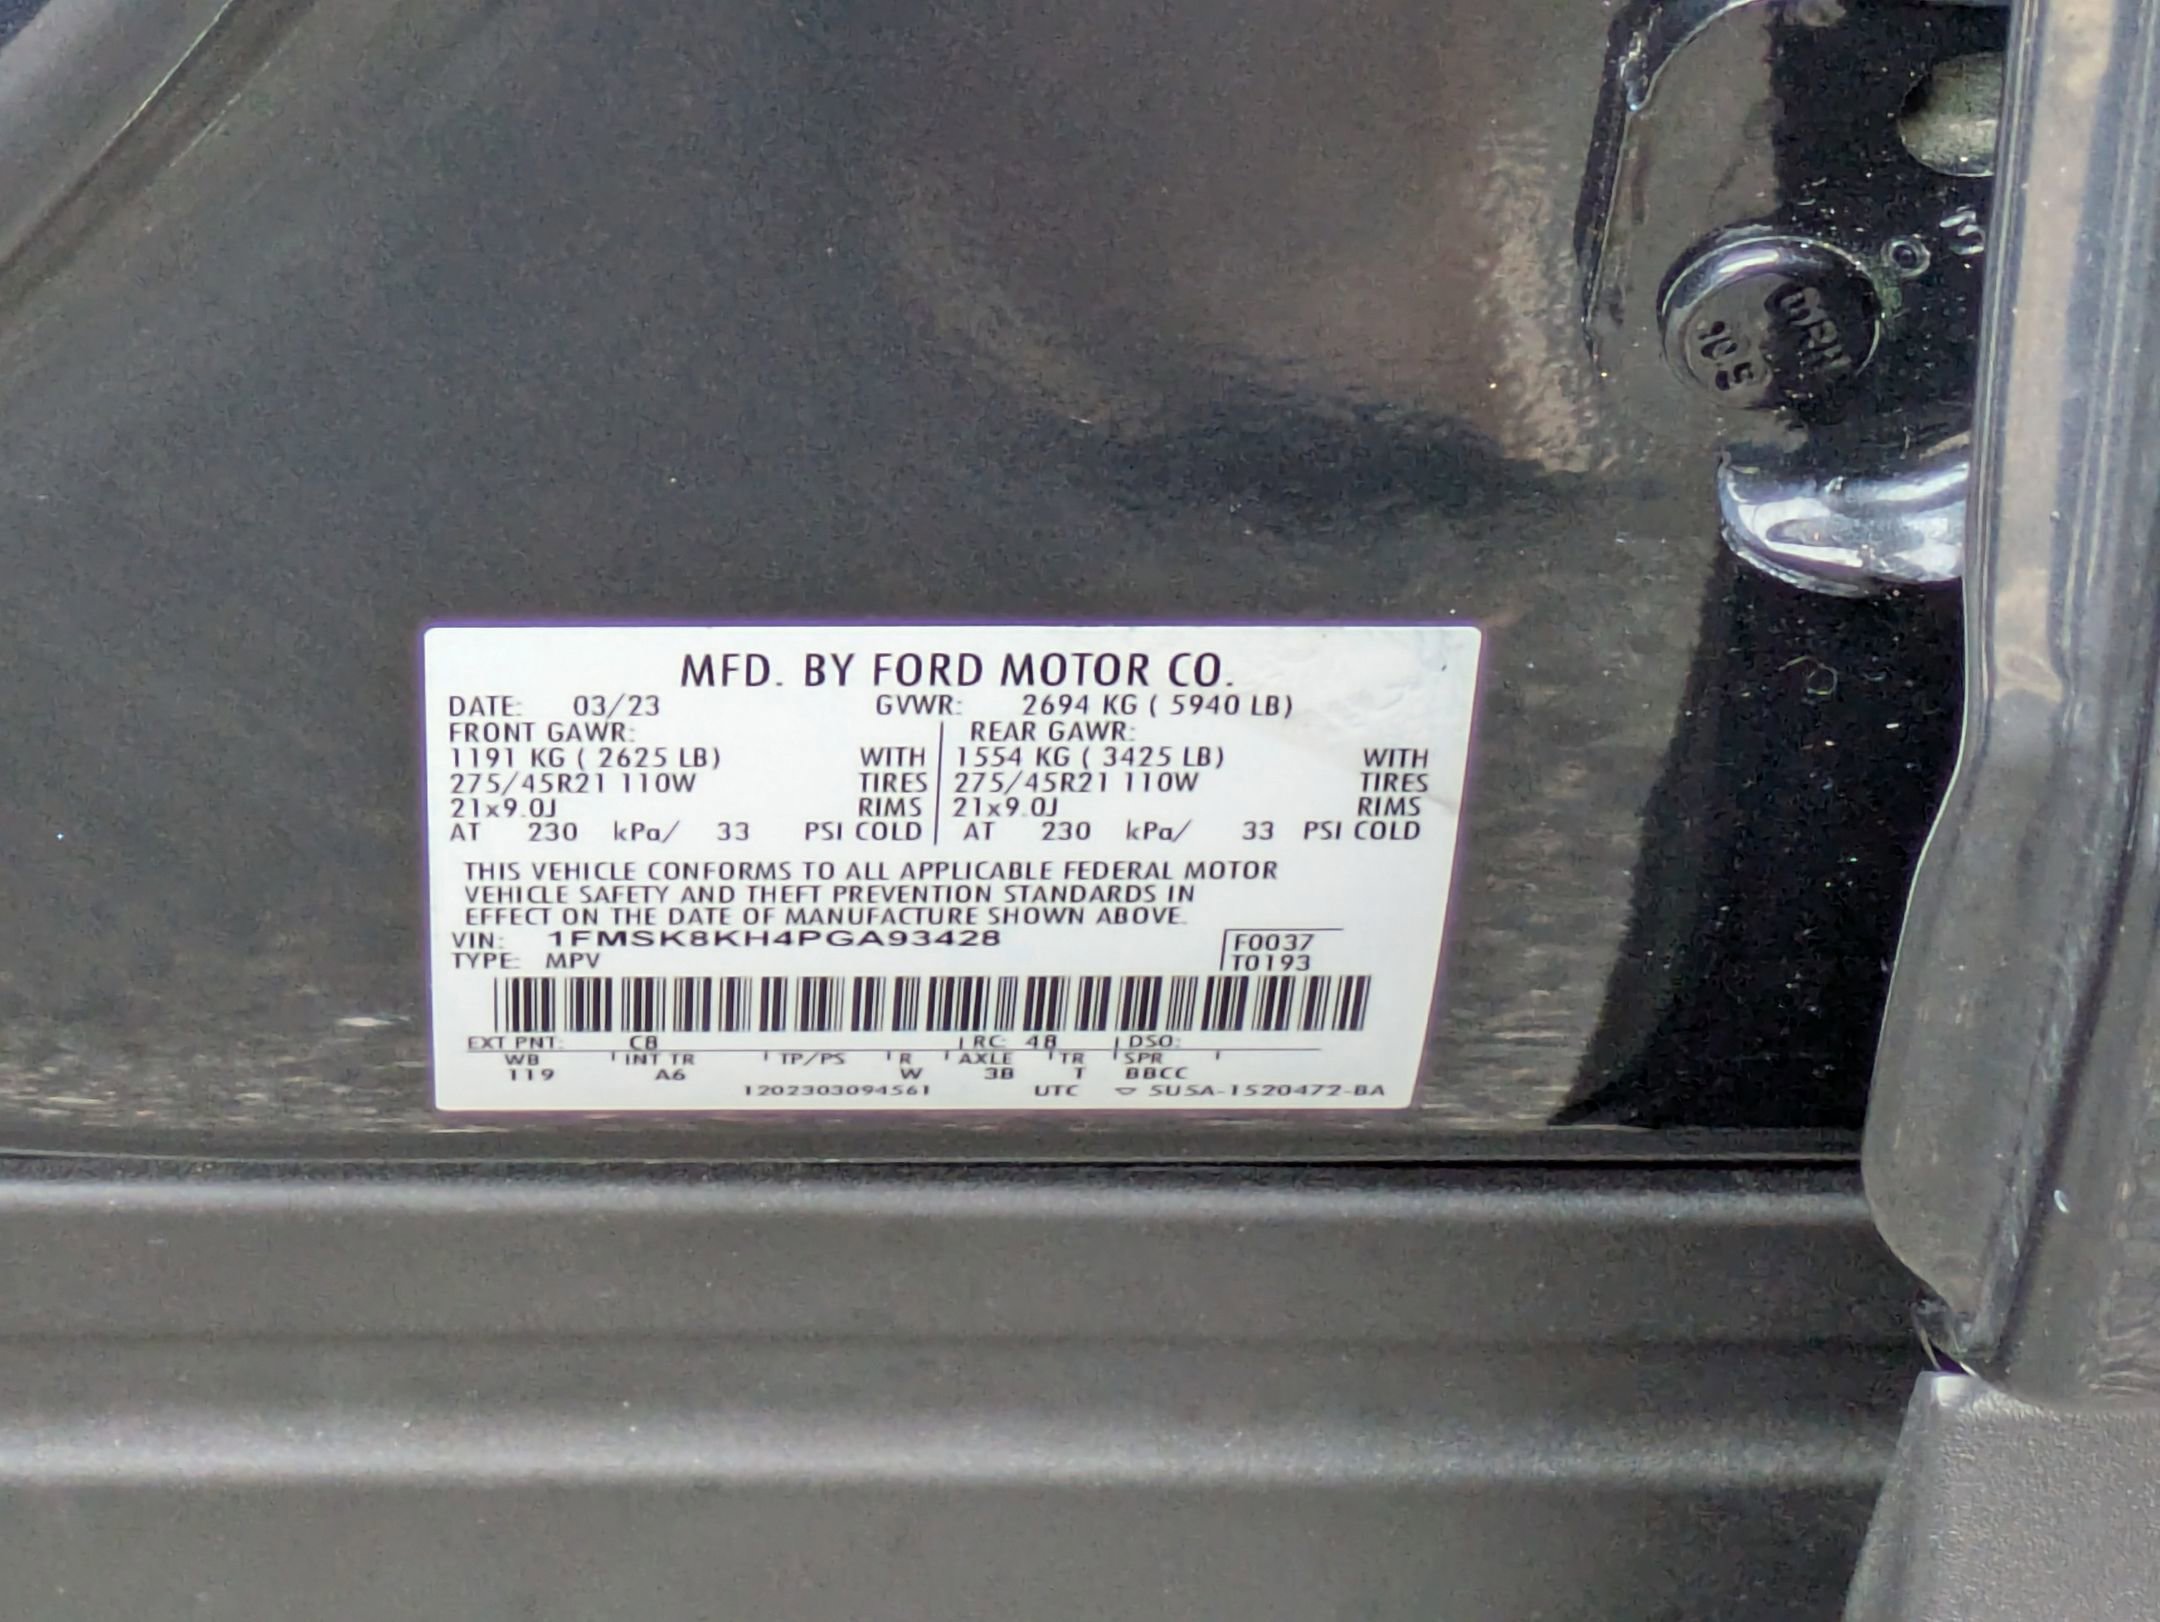 MFD. BY FORD MOTOR CO.
DATE: 03/23 GVWR: 2694 KG ( 5940 LB)
FRONT GAWR: REAR GAWR:
1191 KG ( 2625 LB) WITH 1554 KG ( 3425 LB) WITH
275/45R21 110W TIRES 275/45R21 110W TIRES
21x9.0J RIMS 21x9.0J RIMS
AT 230 kPa/ 33 PSI COLD AT 230 kPa/ 33 PSI COLD
THIS VEHICLE CONFORMS TO ALL APPLICABLE FEDERAL MOTOR
VEHICLE SAFETY AND THEFT PREVENTION STANDARDS IN
EFFECT ON THE DATE OF MANUFACTURE SHOWN ABOVE.
VIN: 1FMSK8KH4PGA93428 F0037
TYPE: MPV T0193
EXT PNT: C8 RC: 48 DSO:
WB INT TR TP/PS R AXLE TR SPR
119 A6 W 3B T BBCC
1202303094561 UTC 5U5A-1520472-BA